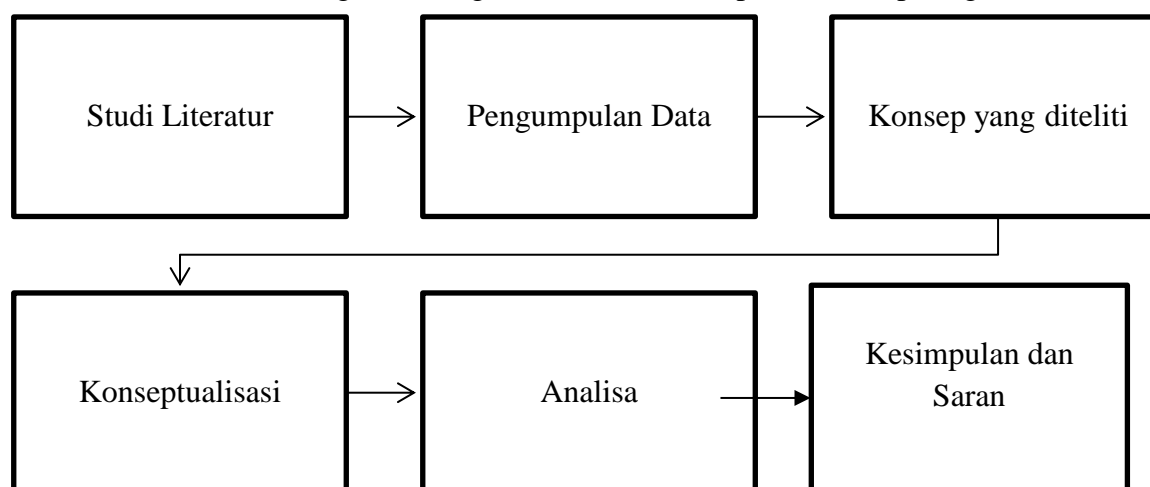 Studi Literatur
Pengumpulan Data
Konsep yang diteliti
Konseptualisasi
Analisa
Kesimpulan dan
Saran